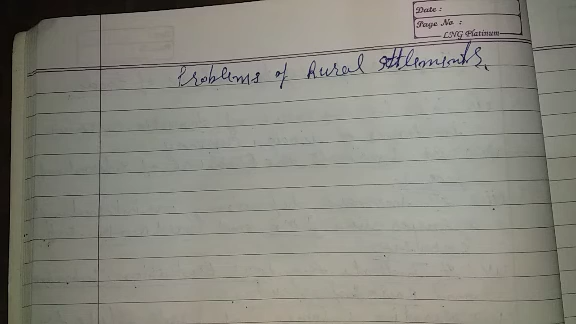 Date :
Page No :
LNG Platinum
Problems of Rural settlements